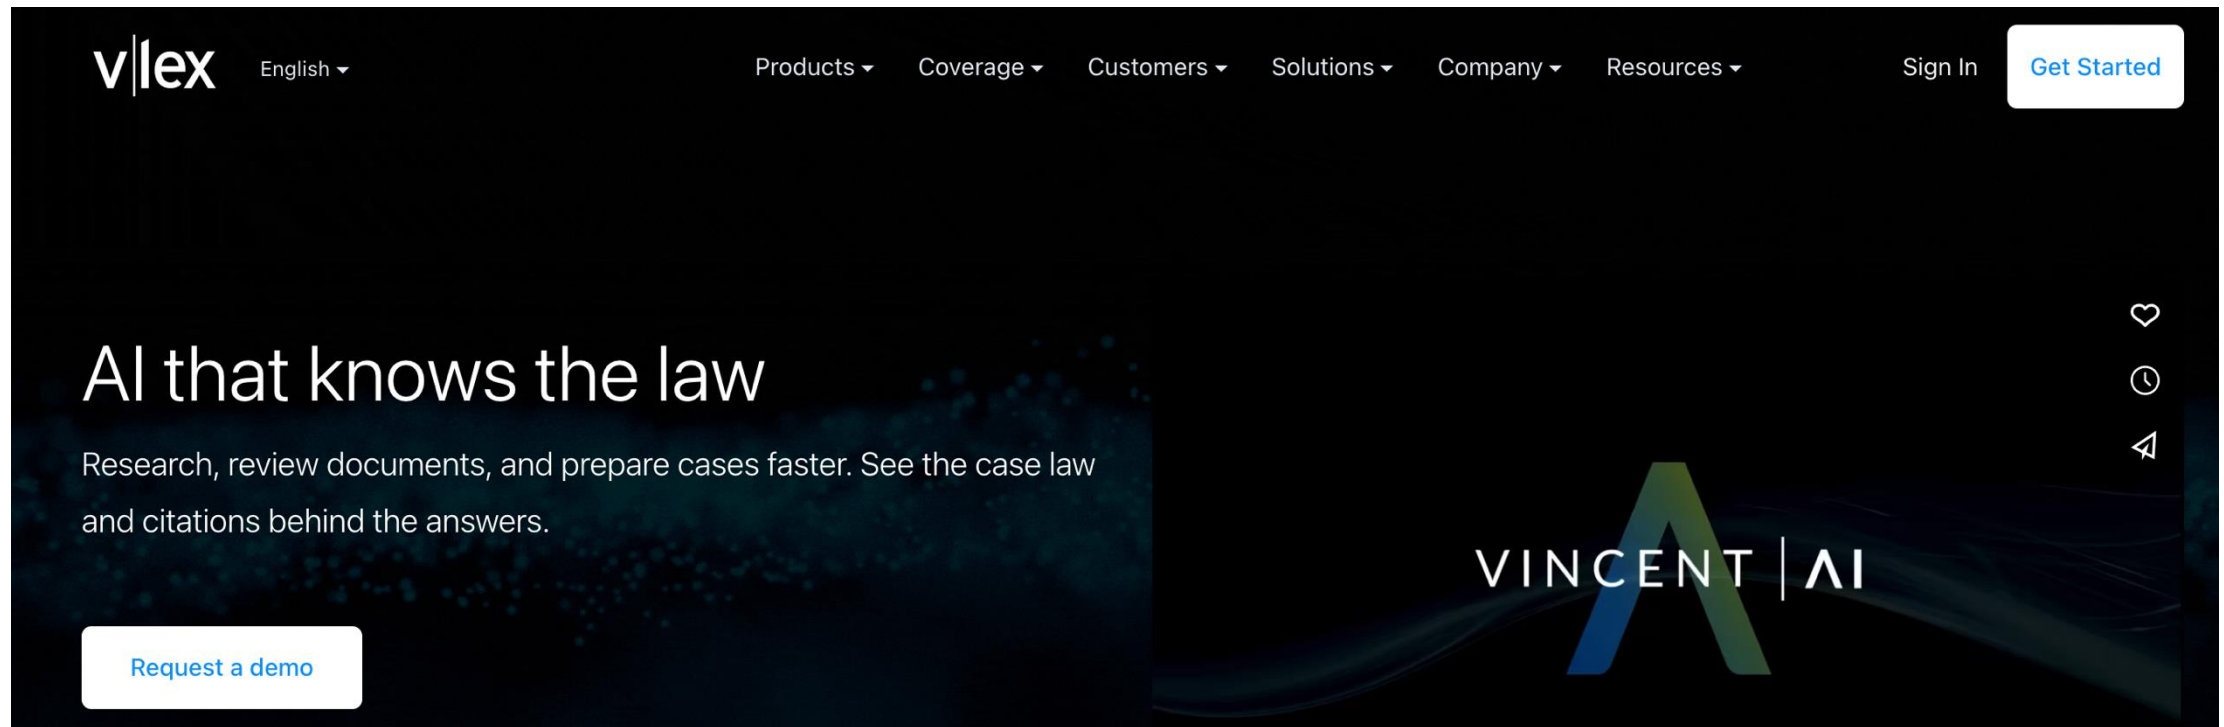 v|lex
English
Products
Coverage
Customers
Solutions
Company
Resources
Sign In
Get Started
AI that knows the law
Research, review documents, and prepare cases faster. See the case law
and citations behind the answers.
VINCENT | AI
Request a demo